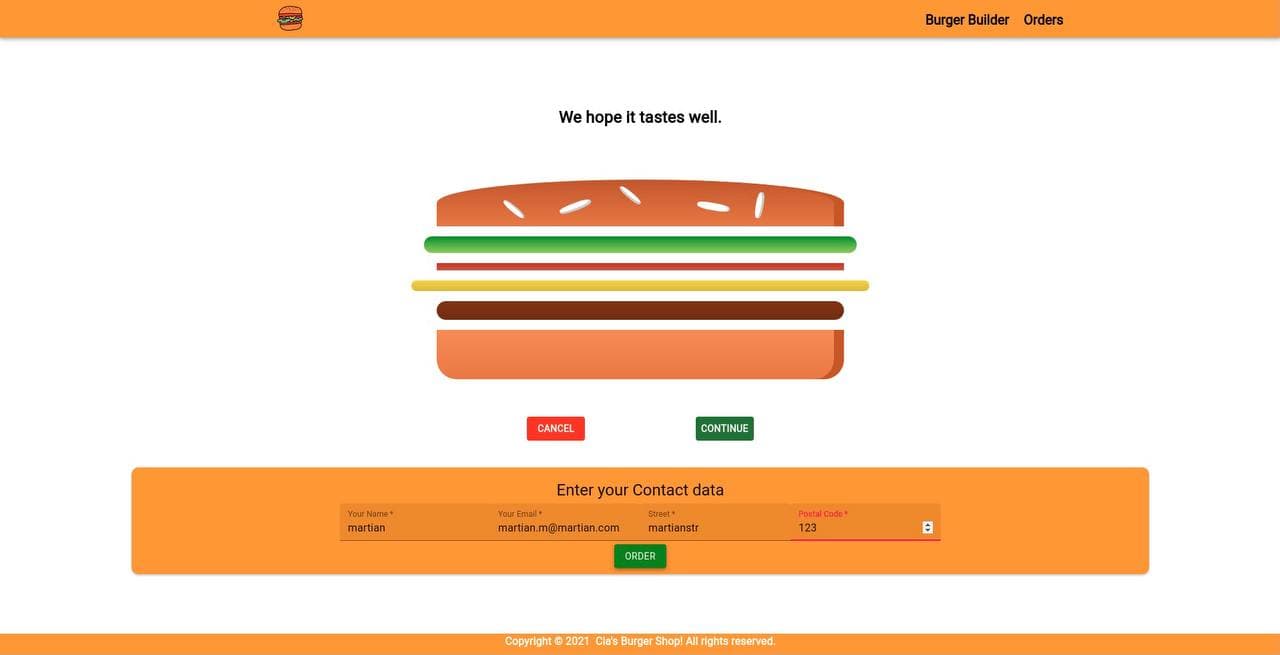 Burger Builder Orders
We hope it tastes well.
CANCEL CONTINUE
Enter your Contact data
Your Name * Your Email * Street * Postal Code *
martian martian.m@martian.com martianstr 123
ORDER
Copyright © 2021 Cia's Burger Shop! All rights reserved.